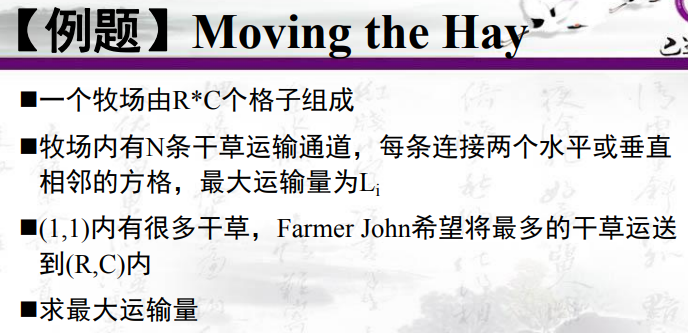 【例题】Moving the Hay
■一个牧场由R*C个格子组成
■牧场内有N条干草运输通道，每条连接两个水平或垂直
相邻的方格，最大运输量为Li
■(1,1)内有很多干草，Farmer John希望将最多的干草运送
到(R,C)内
■求最大运输量